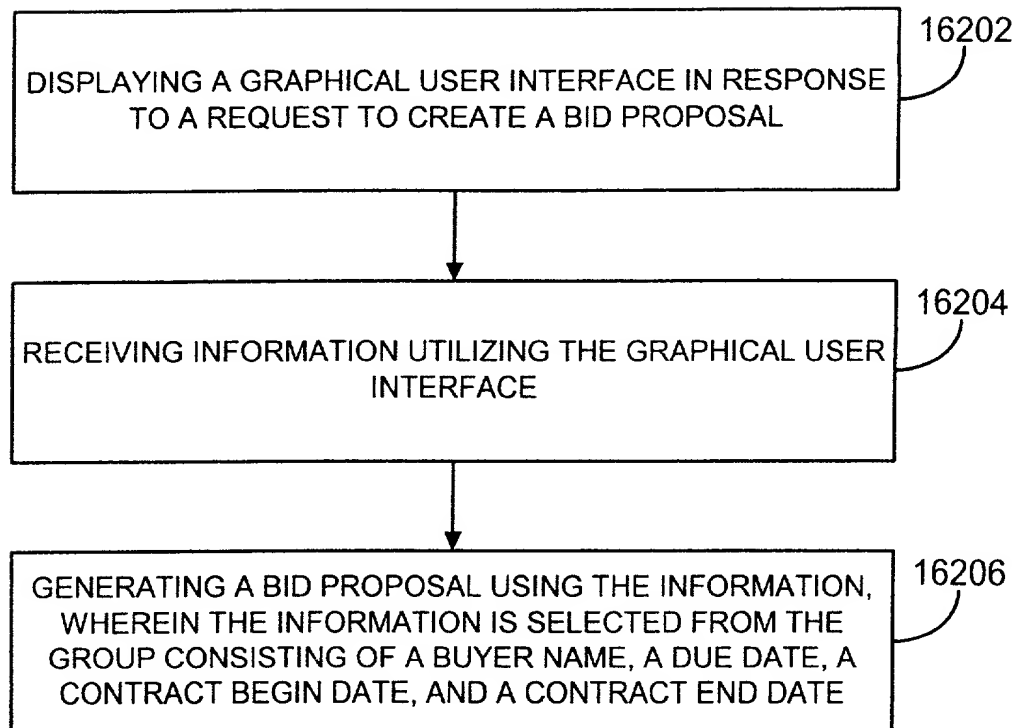 16202
DISPLAYING A GRAPHICAL USER INTERFACE IN RESPONSE
TO A REQUEST TO CREATE A BID PROPOSAL
16204
RECEIVING INFORMATION UTILIZING THE GRAPHICAL USER
INTERFACE
16206
GENERATING A BID PROPOSAL USING THE INFORMATION,
WHEREIN THE INFORMATION IS SELECTED FROM THE
GROUP CONSISTING OF A BUYER NAME, A DUE DATE, A
CONTRACT BEGIN DATE, AND A CONTRACT END DATE